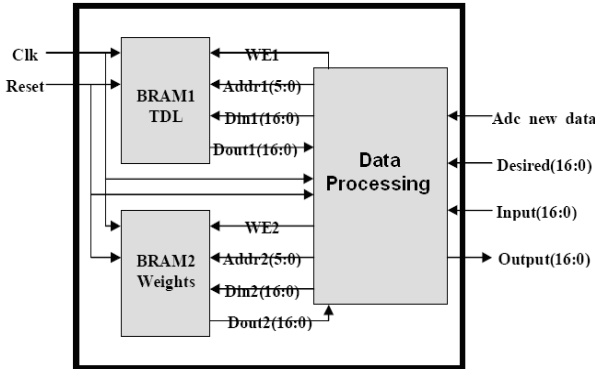 Clk
Reset
BRAM1
TDL
WE1
Addr1(5:0)
Din1(16:0)
Dout1(16:0)
Data
Processing
Adc new data
Desired(16:0)
Input(16:0)
Output(16:0)
BRAM2
Weights
WE2
Addr2(5:0)
Din2(16:0)
Dout2(16:0)